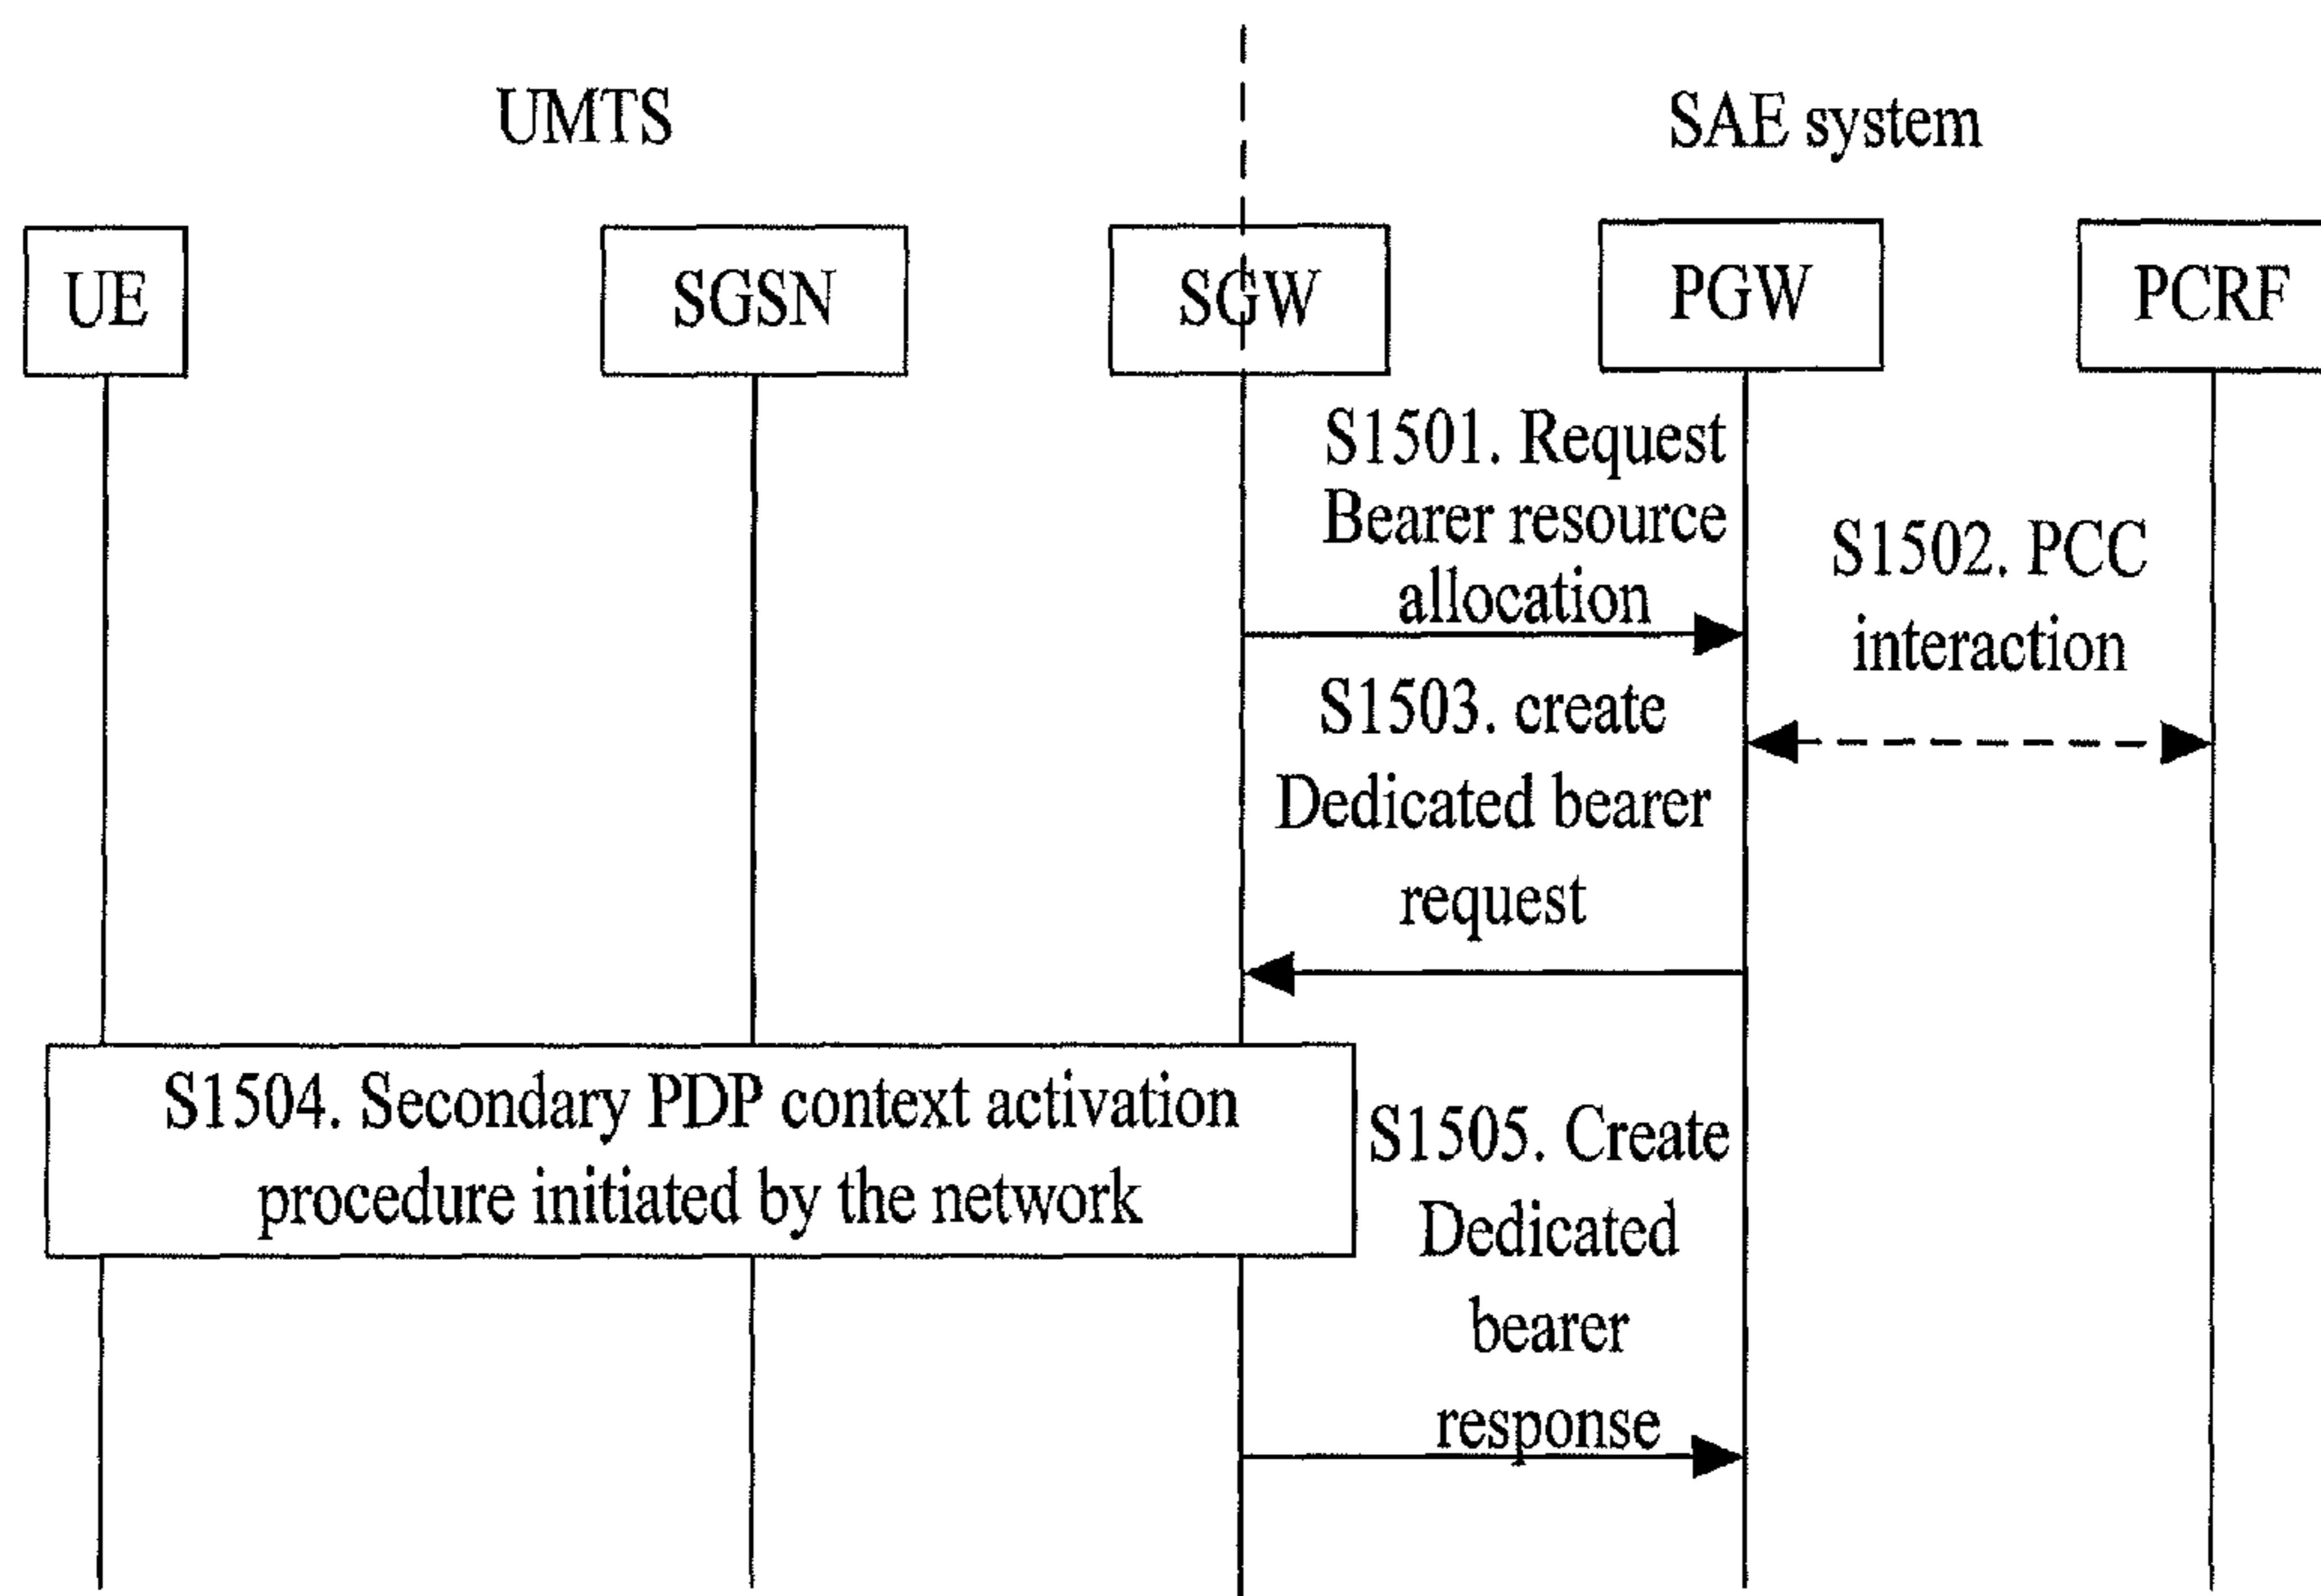 UMTS
SAE system
UE
SGSN
SGW
PGW
PCRF
S1501. Request
Bearer resource
allocation
S1502. PCC
interaction
S1503. create
Dedicated bearer
request
S1504. Secondary PDP context activation
procedure initiated by the network
S1505. Create
Dedicated
bearer
response